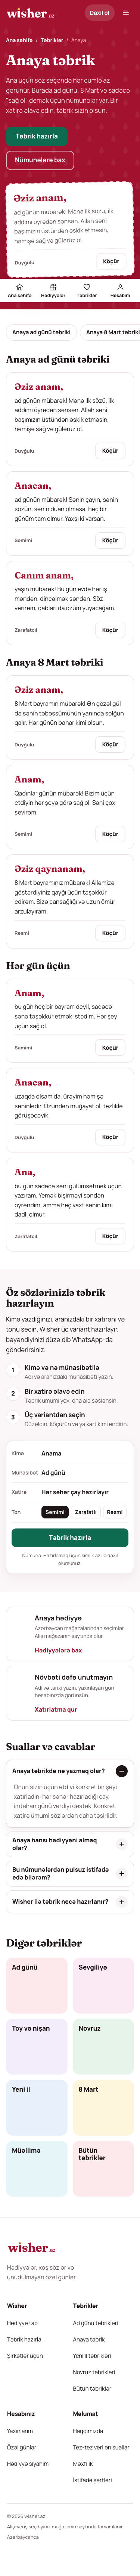 wisher.az
Daxil ol
Ana səhifə / Təbriklər / Anaya
Anaya təbrik
Ana üçün söz seçəndə hər cümlə az
görünür. Burada ad günü, 8 Mart və sadəcə
"sağ ol" demək üçün nümunələr var. Bir
xatirə əlavə edin, təbrik sizin olsun.
Təbrik hazırla
Nümunələrə bax
Əziz anam,
ad günün mübarək! Mənə ilk sözü, ilk
addımı öyrədən sənsən. Allah səni
başımızın üstündən əskik etməsin,
həmişə sağ və gülərüz ol.
Duyğulu
Köçür
Ana səhifə
Hədiyyələr
Təbriklər
Hesabım
Anaya ad günü təbriki
Anaya 8 Mart təbriki
Anaya ad günü təbriki
Əziz anam,
ad günün mübarək! Mənə ilk sözü, ilk
addımı öyrədən sənsən. Allah səni
başımızın üstündən əskik etməsin,
həmişə sağ və gülərüz ol.
Duyğulu
Köçür
Anacan,
ad günün mübarək! Sənin çayın, sənin
sözün, sənin duan olmasa, heç bir
günüm tam olmur. Yaxşı ki varsan.
Səmimi
Köçür
Canım anam,
yaşın mübarək! Bu gün evdə hər iş
məndən, dincəlmək səndən. Söz
verirəm, qabları da özüm yuyacağam.
Zarafatcıl
Köçür
Anaya 8 Mart təbriki
Əziz anam,
8 Mart bayramın mübarək! Ən gözəl gül
də sənin təbəssümünün yanında solğun
qalır. Hər günün bahar kimi olsun.
Duyğulu
Köçür
Anam,
Qadınlar günün mübarək! Bizim üçün
etdiyin hər şeyə görə sağ ol. Səni çox
sevirəm.
Səmimi
Köçür
Əziz qaynanam,
8 Mart bayramınız mübarək! Ailəmizə
göstərdiyiniz qayğı üçün təşəkkür
edirəm. Sizə cansağlığı və uzun ömür
arzulayıram.
Rəsmi
Köçür
Hər gün üçün
Anam,
bu gün heç bir bayram deyil, sadəcə
sənə təşəkkür etmək istədim. Hər şey
üçün sağ ol.
Səmimi
Köçür
Anacan,
uzaqda olsam da, ürəyim həmişə
səninlədir. Özündən muğayat ol, tezliklə
görüşəcəyik.
Duyğulu
Köçür
Ana,
bu gün sadəcə səni gülümsətmək üçün
yazıram. Yemək bişirməyi səndən
öyrəndim, amma heç vaxt sənin kimi
dadlı olmur.
Zarafatcıl
Köçür
Öz sözlərinizlə təbrik
hazırlayın
Kimə yazdığınızı, aranızdakı bir xatirəni və
tonu seçin. Wisher üç variant hazırlayır,
bəyəndiyinizi düzəldib WhatsApp-da
göndərirsiniz.
1
Kimə və nə münasibətilə
Ad və aranızdakı münasibəti yazın.
2
Bir xatirə əlavə edin
Təbrik ümumi yox, ona aid səslənsin.
3
Üç variantdan seçin
Düzəldin, köçürün və ya kart kimi endirin.
Kimə
Anama
Münasibət
Ad günü
Xatirə
Hər səhər çay hazırlayır
Ton
Səmimi
Zarafatlı
Rəsmi
Təbrik hazırla
Anaya hədiyyə
Azərbaycan mağazalarından seçimlər.
Alış mağazanın saytında olur.
Hədiyyələrə bax
Növbəti dəfə unutmayın
Adı və tarixi yazın, yaxınlaşan gün
hesabınızda görünsün.
Xatırlatma qur
Suallar və cavablar
Anaya təbrikdə nə yazmaq olar?
Onun sizin üçün etdiyi konkret bir şeyi
yazın: hər səhər hazırladığı çay,
imtahan günü verdiyi dəstək. Konkret
xatirə ümumi sözlərdən daha təsirlidir.
Anaya hansı hədiyyəni almaq
olar?
Bu nümunələrdən pulsuz istifadə
edə bilərəm?
Wisher ilə təbrik necə hazırlanır?
Digər təbriklər
Ad günü
Sevgiliyə
Toy və nişan
Novruz
Yeni il
8 Mart
Müəllimə
Bütün
təbriklər
wisher.az
Hədiyyələr, xoş sözlər və
unudulmayan özəl günlər.
Wisher
Təbriklər
Hədiyyə tap
Ad günü təbrikləri
Təbrik hazırla
Anaya təbrik
Şirkətlər üçün
Yeni il təbrikləri
Novruz təbrikləri
Bütün təbriklər
Hesabınız
Məlumat
Yaxınlarım
Haqqımızda
Özəl günlər
Tez-tez verilən suallar
Hədiyyə siyahım
Məxfilik
İstifadə şərtləri
© 2026 wisher.az
Alış-veriş seçdiyiniz mağazanın saytında tamamlanır.
Azərbaycanca